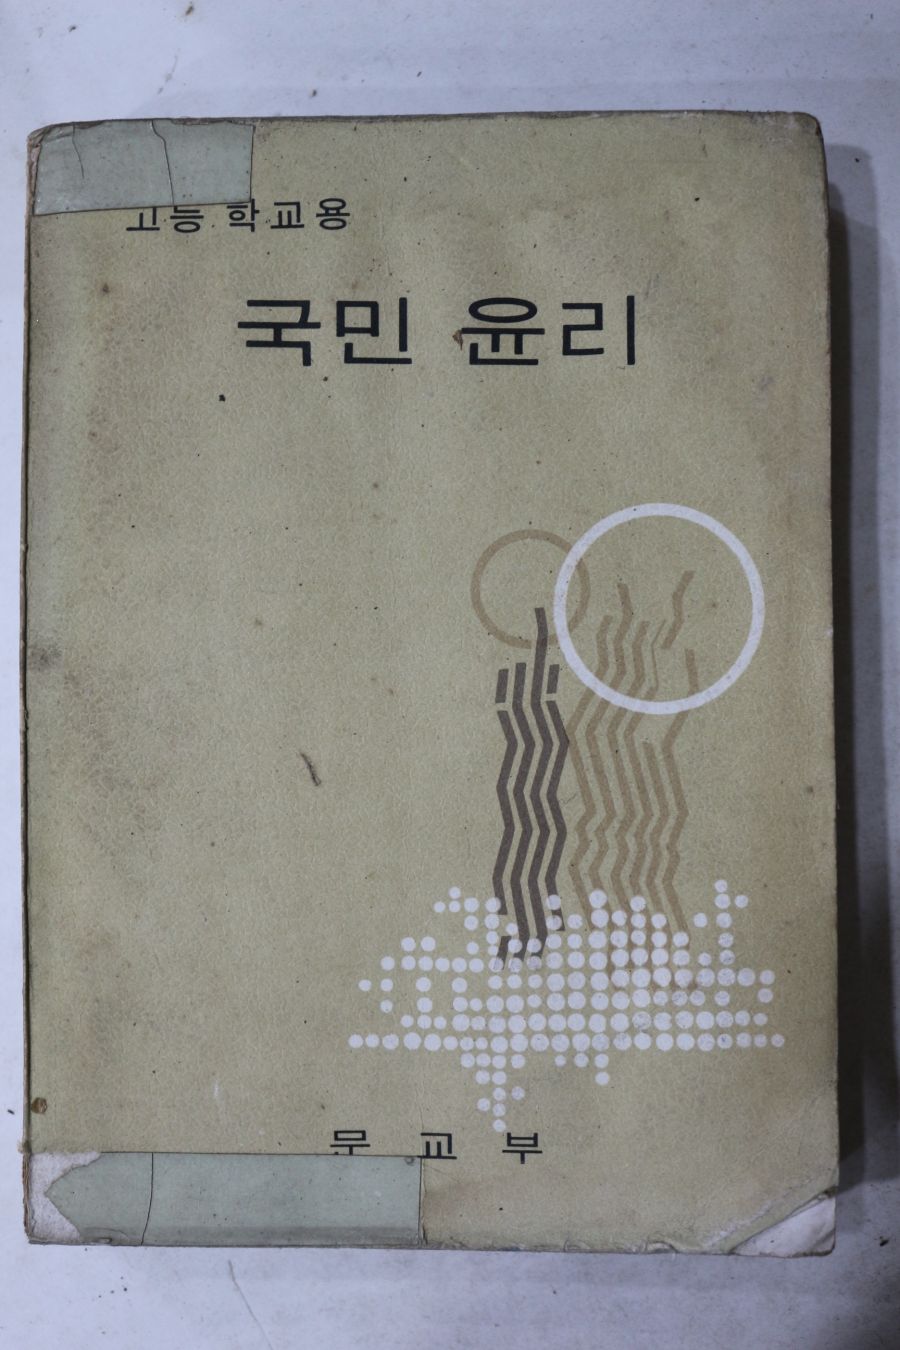 고등 학교용
국민 윤리
문 교 부